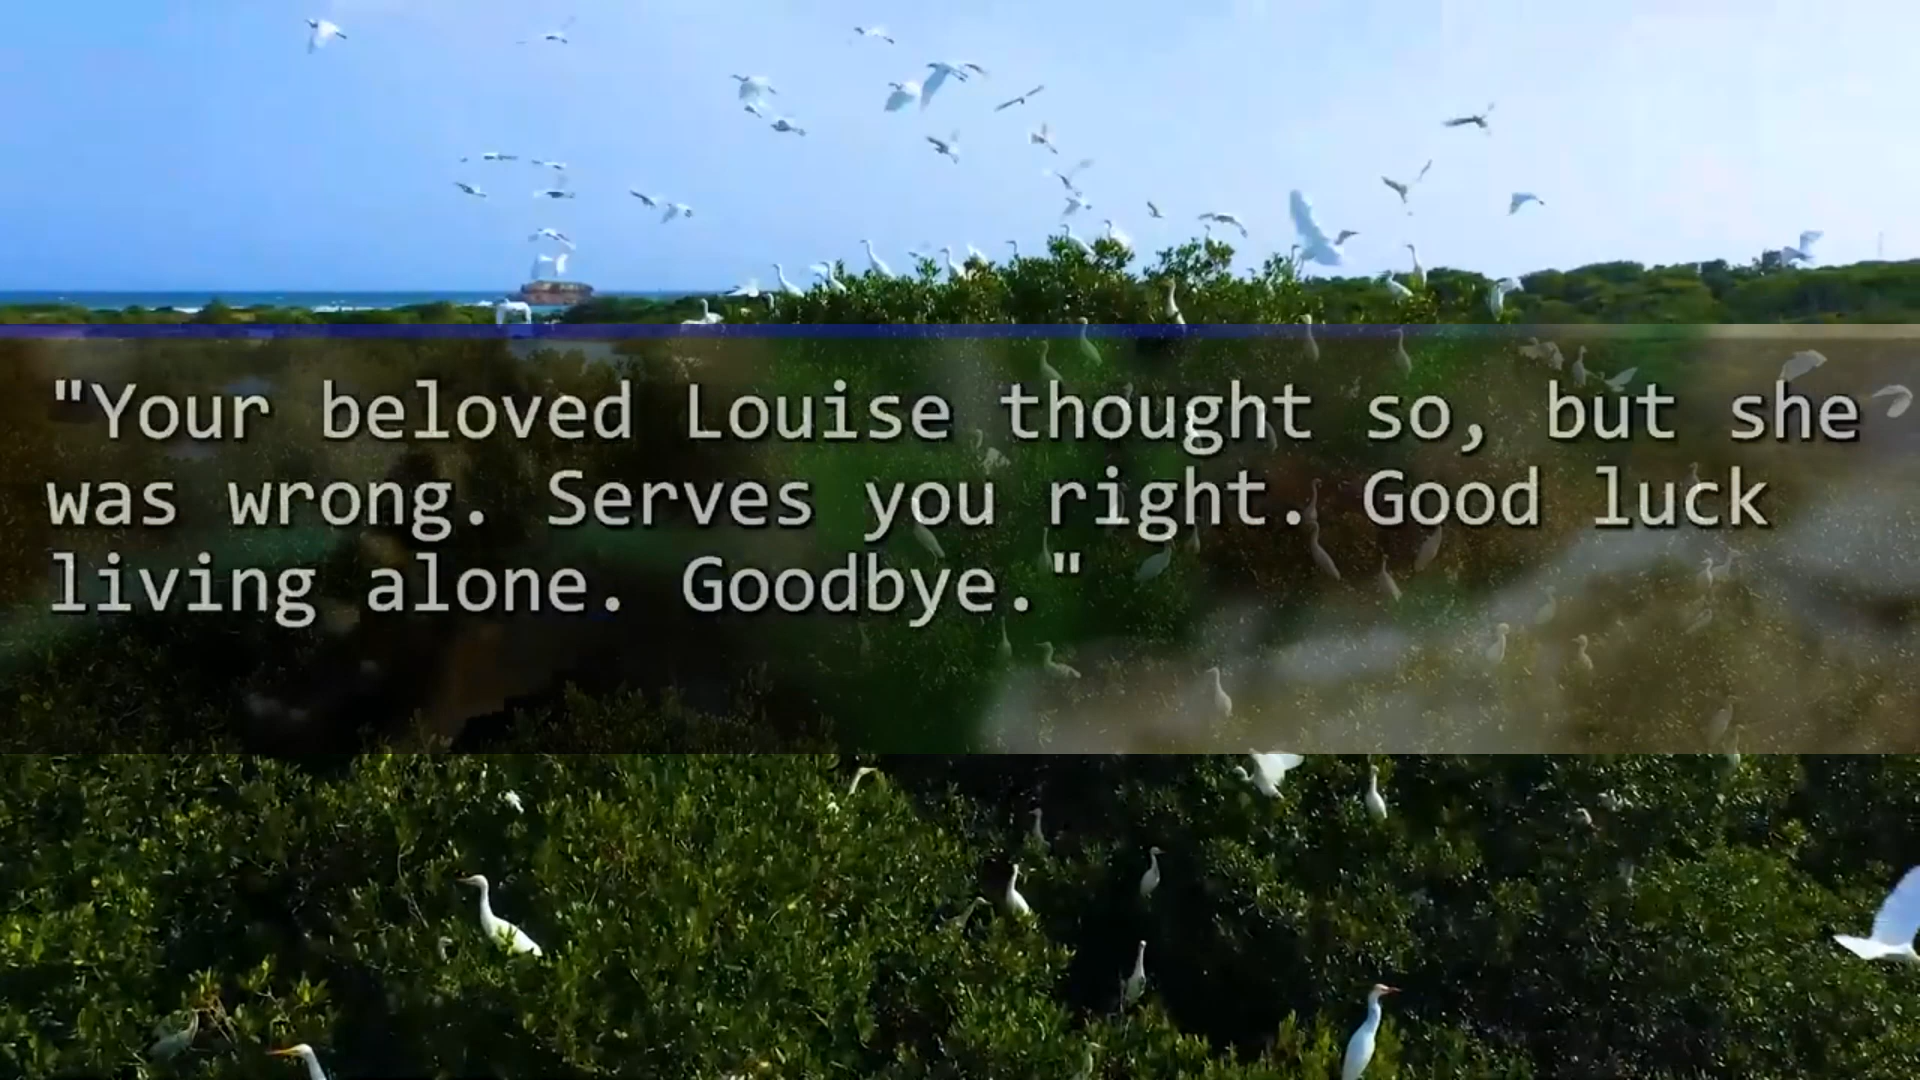 "Your beloved Louise thought so, but she
was wrong. Serves you right. Good luck
living alone. Goodbye."